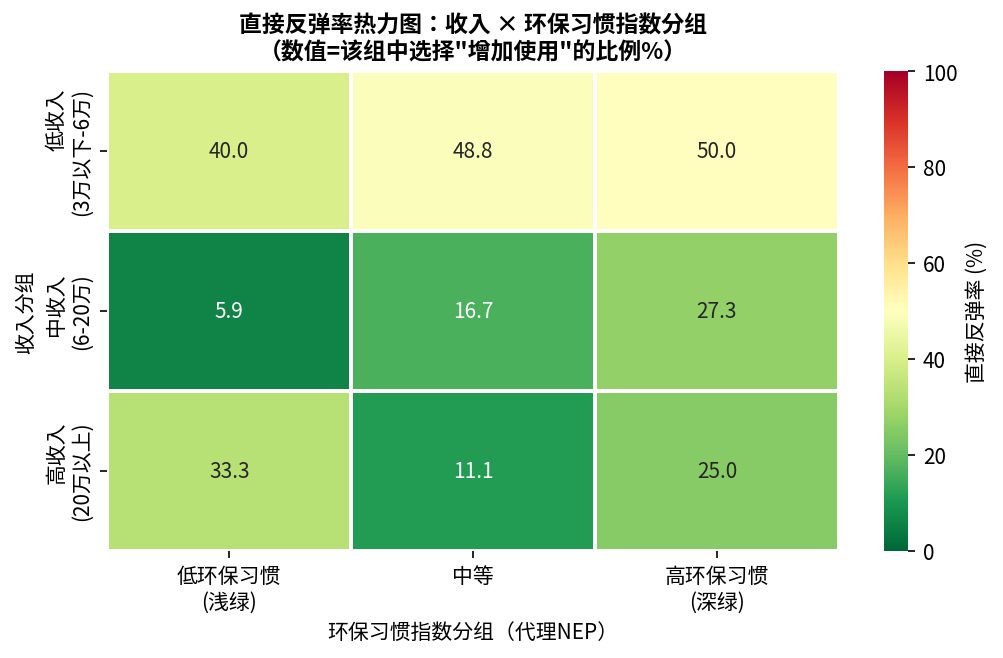 直接反弹率热力图：收入 × 环保习惯指数分组
（数值=该组中选择"增加使用"的比例%）
收入分组
低收入
(3万以下-6万)
40.0
48.8
50.0
中收入
(6-20万)
5.9
16.7
27.3
高收入
(20万以上)
33.3
11.1
25.0
低环保习惯
(浅绿)
中等
高环保习惯
(深绿)
环保习惯指数分组（代理NEP）
100
80
60
40
20
0
直接反弹率 (%)